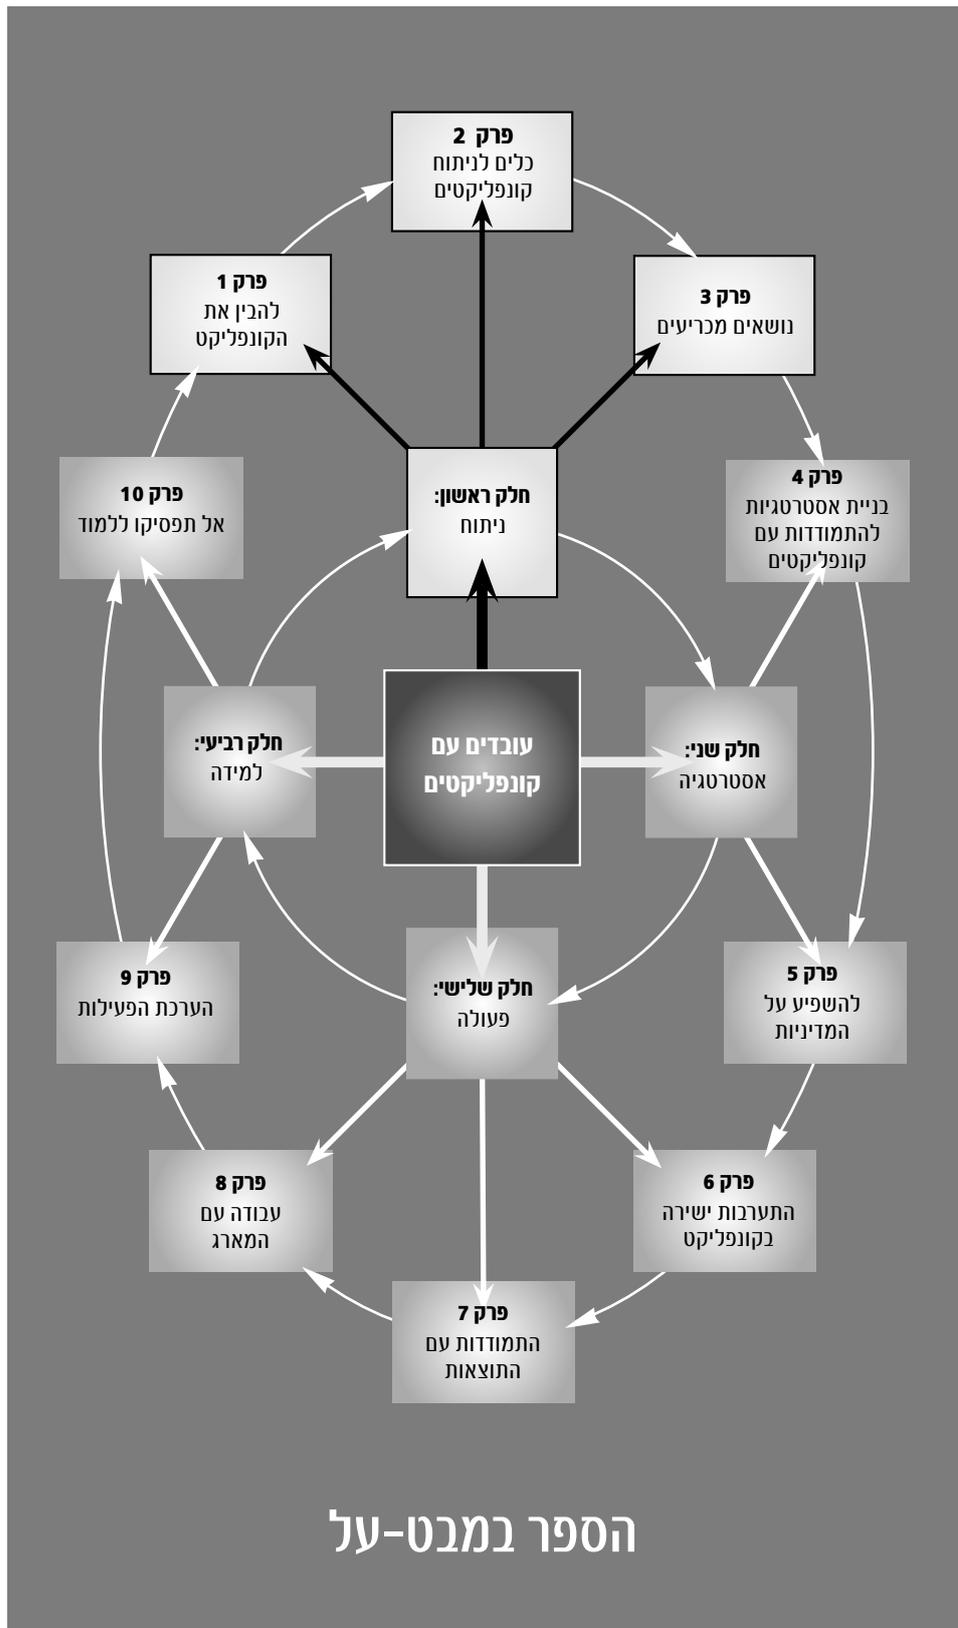 פרק 2
כלים לניתוח
קונפליקטים
פרק 1
להבין את
הקונפליקט
פרק 3
נושאים מכריעים
פרק 10
אל תפסיקו ללמוד
חלק ראשון:
ניתוח
פרק 4
בניית אסטרטגיות
להתמודדות עם
קונפליקטים
חלק רביעי:
למידה
עובדים עם
קונפליקטים
חלק שני:
אסטרטגיה
פרק 9
הערכת הפעילות
חלק שלישי:
פעולה
פרק 5
להשפיע על
המדיניות
פרק 8
עבודה עם
המארג
פרק 6
התערבות ישירה
בקונפליקט
פרק 7
התמודדות עם
התוצאות
הספר במבט-על